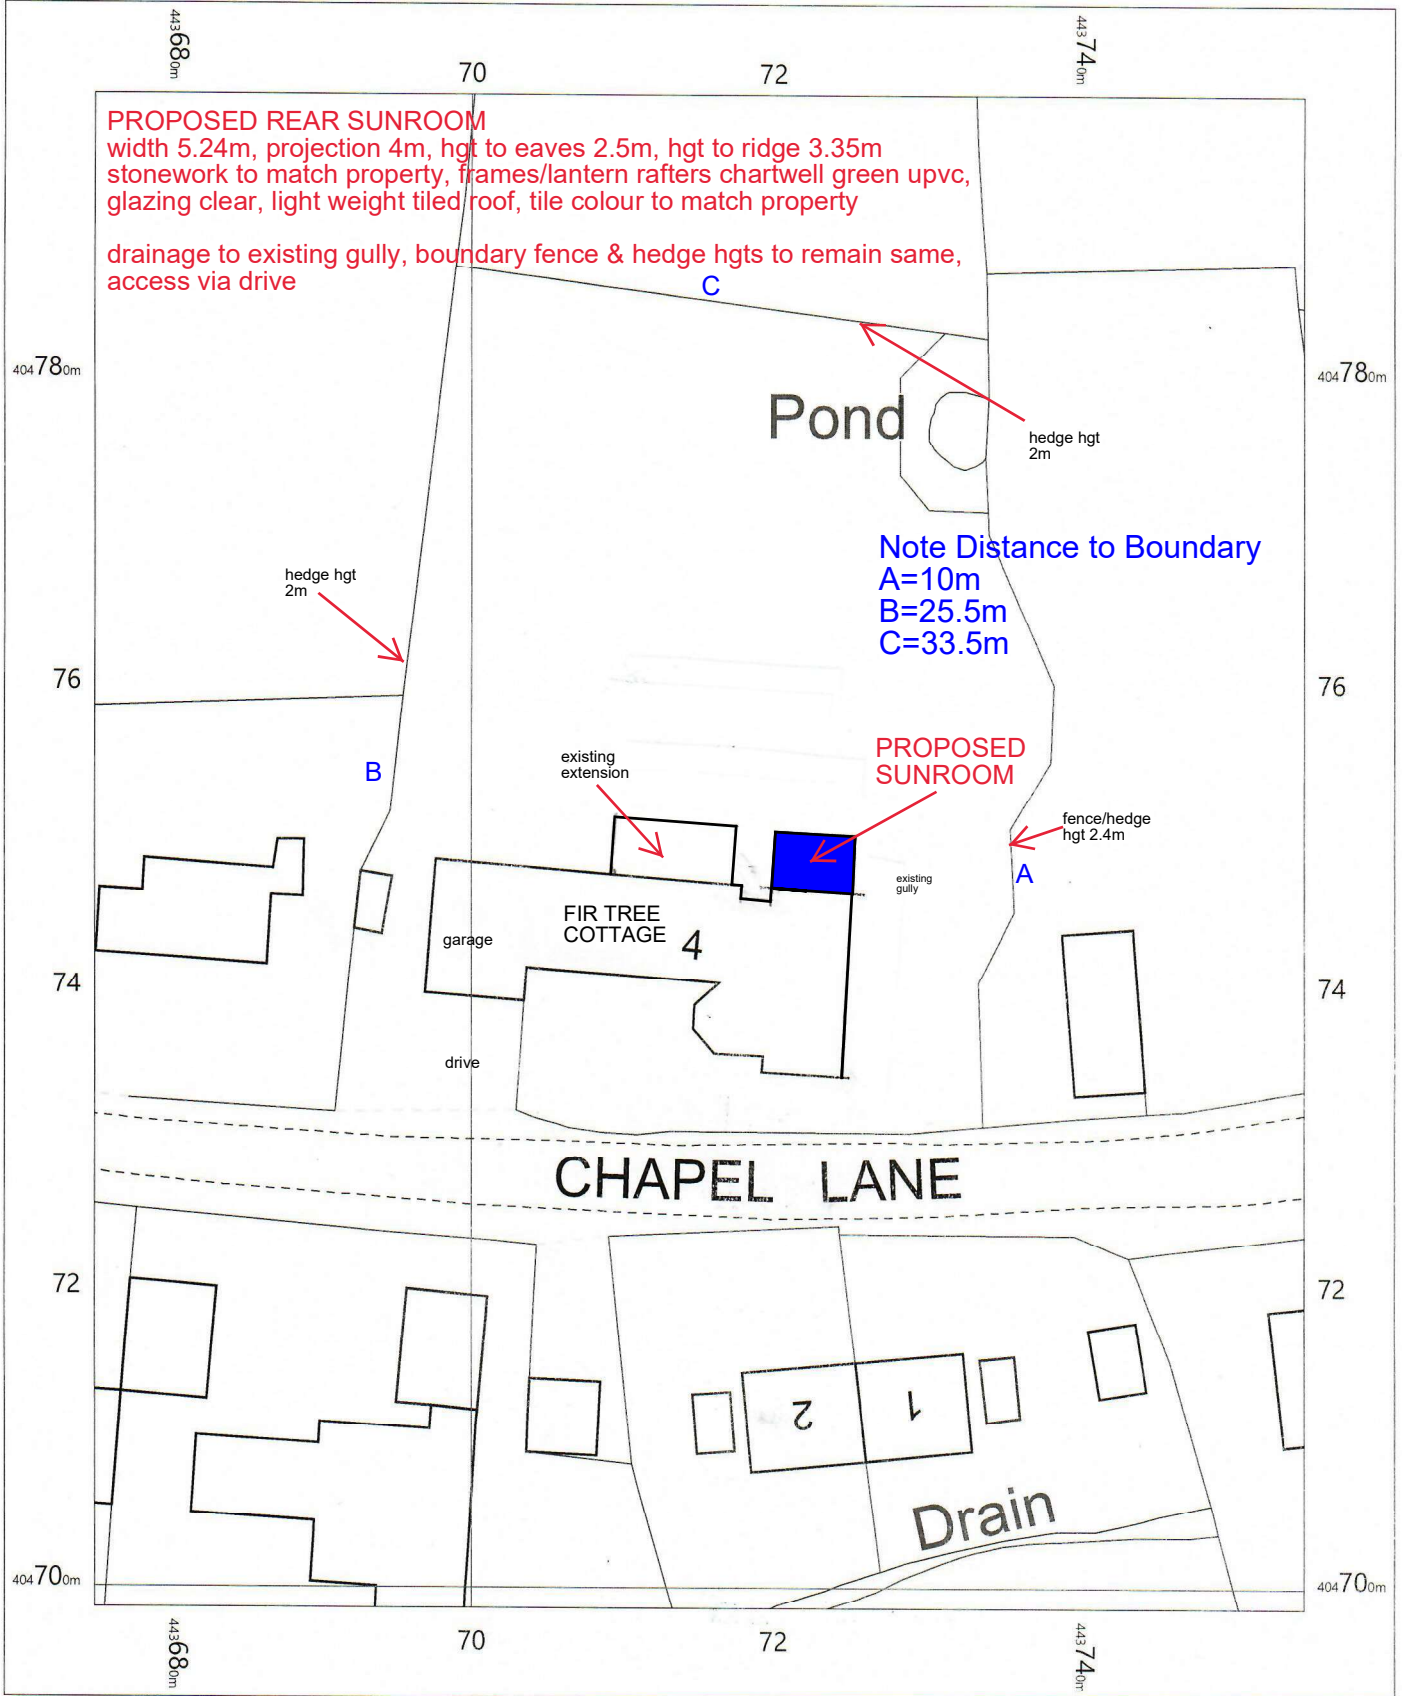 443680m
443740m
70
72
PROPOSED REAR SUNROOM
width 5.24m, projection 4m, hgt to eaves 2.5m, hgt to ridge 3.35m
stonework to match property, frames/lantern rafters chartwell green upvc,
glazing clear, light weight tiled roof, tile colour to match property
drainage to existing gully, boundary fence & hedge hgts to remain same,
access via drive
C
404780m
404780m
Pond
hedge hgt
2m
Note Distance to Boundary
A=10m
B=25.5m
C=33.5m
hedge hgt
2m
76
76
PROPOSED
SUNROOM
existing
extension
B
fence/hedge
hgt 2.4m
A
existing
gully
FIR TREE
COTTAGE
4
garage
74
74
drive
CHAPEL LANE
72
72
2
1
Drain
404700m
404700m
443680m
70
72
443740m